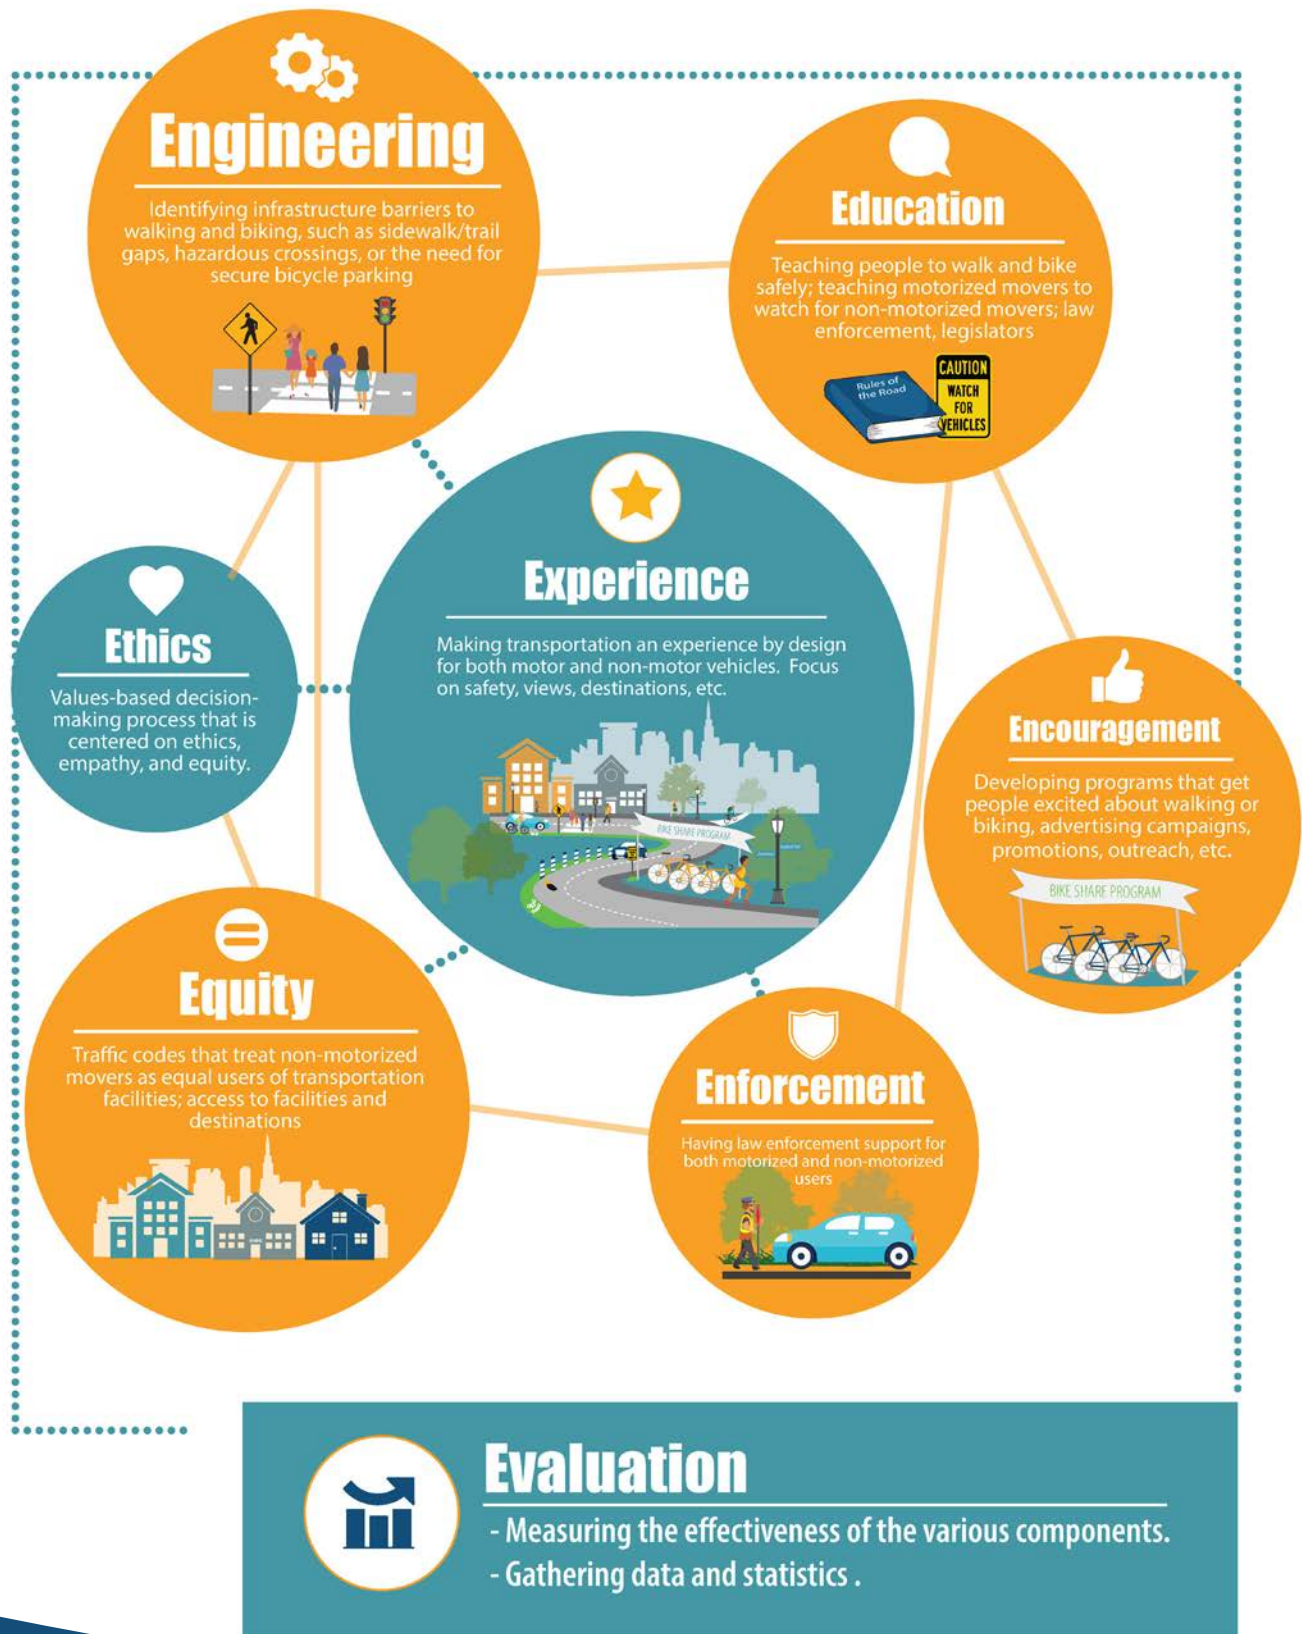 Engineering
Identifying infrastructure barriers to
walking and biking, such as sidewalk/trail
gaps, hazardous crossings, or the need for
secure bicycle parking
Education
Teaching people to walk and bike
safely; teaching motorized movers to
watch for non-motorized movers; law
enforcement, legislators
Rules of
the Road
CAUTION
WATCH
FOR
VEHICLES
Experience
Making transportation an experience by design
for both motor and non-motor vehicles.  Focus
on safety, views, destinations, etc.
BIKE SHARE PROGRAM
Ethics
Values-based decision-
making process that is
centered on ethics,
empathy, and equity.
Encouragement
Developing programs that get
people excited about walking or
biking, advertising campaigns,
promotions, outreach, etc.
BIKE SHARE PROGRAM
Equity
Traffic codes that treat non-motorized
movers as equal users of transportation
facilities; access to facilities and
destinations
Enforcement
Having law enforcement support for
both motorized and non-motorized
users
Evaluation
- Measuring the effectiveness of the various components.
- Gathering data and statistics .